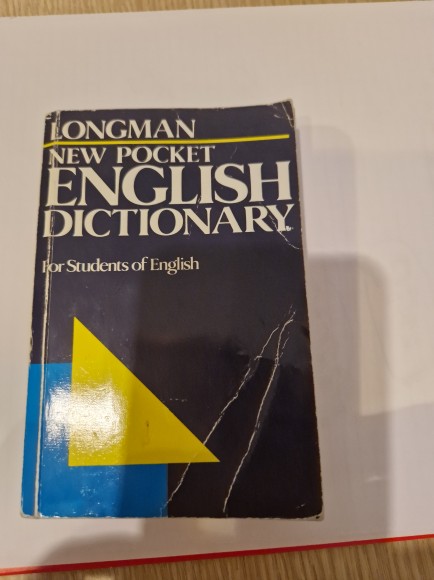 LONGMAN
NEW POCKET
ENGLISH
DICTIONARY
For Students of English